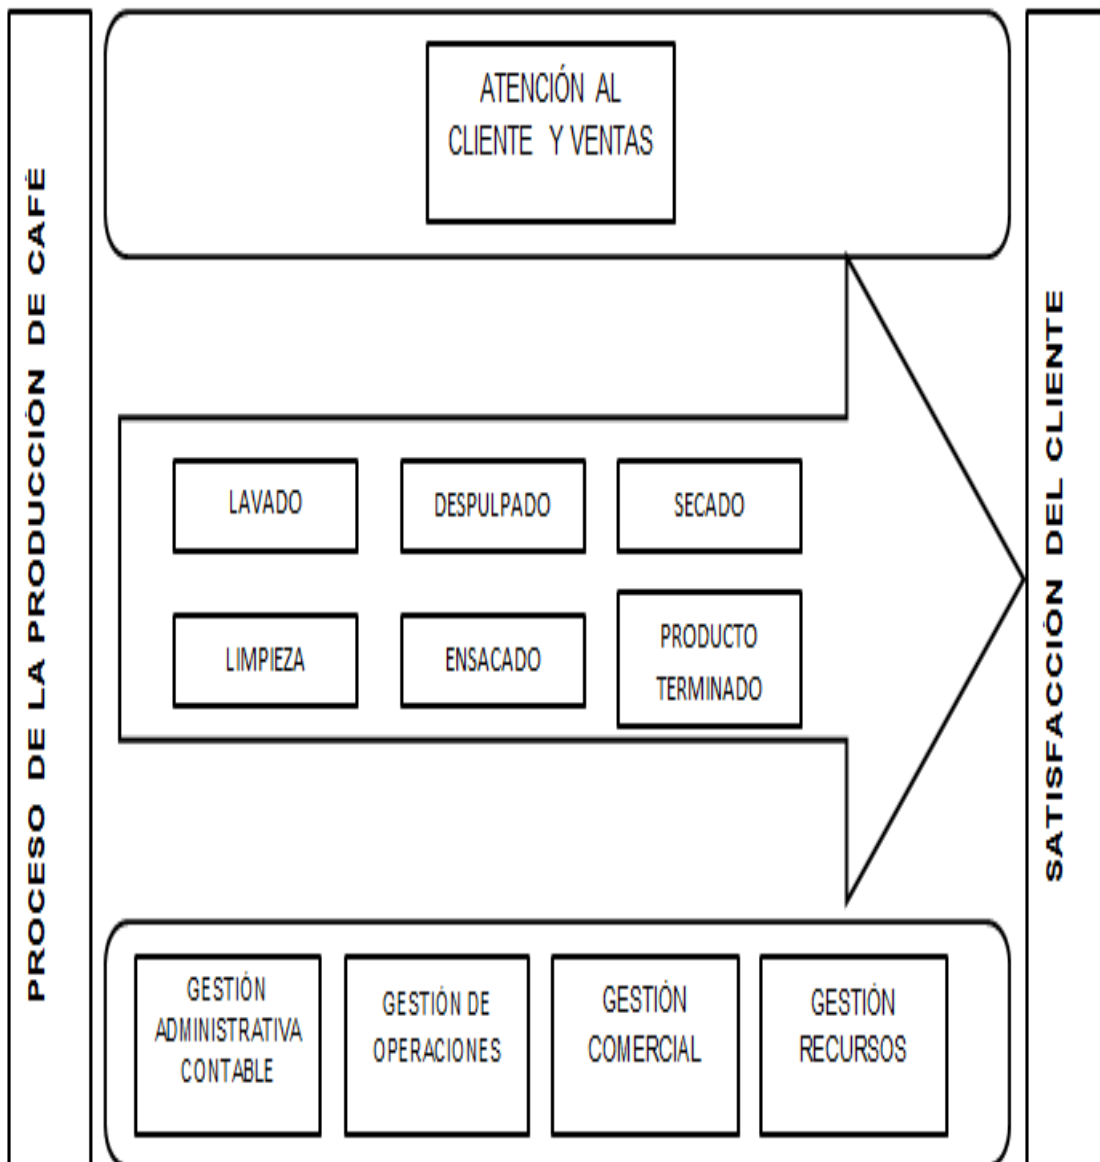 PROCESO DE LA PRODUCCIÓN DE CAFÉ
ATENCIÓN AL
CLIENTE Y VENTAS
LAVADO
DESPULPADO
SECADO
LIMPIEZA
ENSACADO
PRODUCTO
TERMINADO
GESTIÓN
ADMINISTRATIVA
CONTABLE
GESTIÓN DE
OPERACIONES
GESTIÓN
COMERCIAL
GESTIÓN
RECURSOS
SATISFACCIÓN DEL CLIENTE